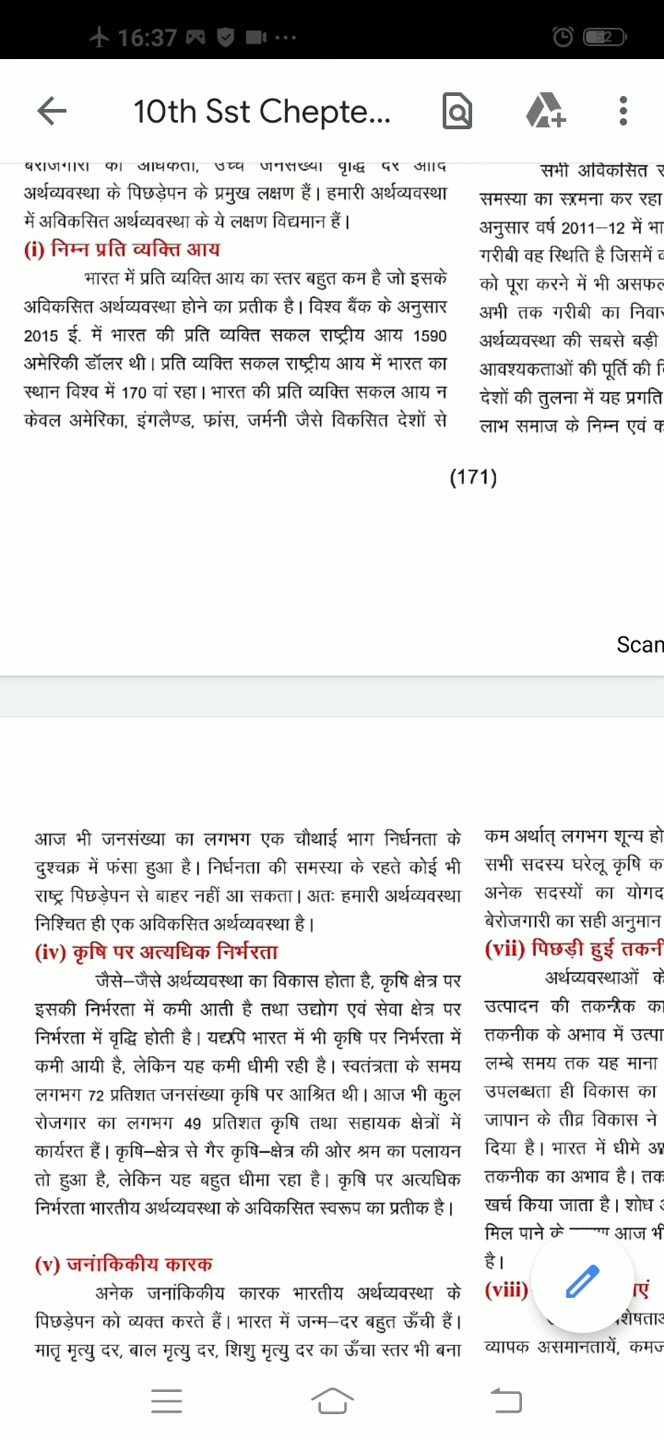 16:37
52
10th Sst Chepte...
बेरोजगारी की अधिकता, उच्च जनसंख्या वृद्धि दर आदि
अर्थव्यवस्था के पिछड़ेपन के प्रमुख लक्षण हैं। हमारी अर्थव्यवस्था
में अविकसित अर्थव्यवस्था के ये लक्षण विद्यमान हैं।
(i) निम्न प्रति व्यक्ति आय
भारत में प्रति व्यक्ति आय का स्तर बहुत कम है जो इसके
अविकसित अर्थव्यवस्था होने का प्रतीक है। विश्व बैंक के अनुसार
2015 ई. में भारत की प्रति व्यक्ति सकल राष्ट्रीय आय 1590
अमेरिकी डॉलर थी। प्रति व्यक्ति सकल राष्ट्रीय आय में भारत का
स्थान विश्व में 170 वां रहा। भारत की प्रति व्यक्ति सकल आय न
केवल अमेरिका, इंगलैण्ड, फ्रांस, जर्मनी जैसे विकसित देशों से
सभी अविकसित
समस्या का सामना कर रहा
अनुसार वर्ष 2011–12 में भा
गरीबी वह स्थिति है जिसमें
को पूरा करने में भी असफल
अभी तक गरीबी का निवार
अर्थव्यवस्था की सबसे बड़ी
आवश्यकताओं की पूर्ति की
देशों की तुलना में यह प्रगति
लाभ समाज के निम्न एवं क
(171)
Scan
आज भी जनसंख्या का लगभग एक चौथाई भाग निर्धनता के
दुश्चक्र में फंसा हुआ है। निर्धनता की समस्या के रहते कोई भी
राष्ट्र पिछड़ेपन से बाहर नहीं आ सकता। अतः हमारी अर्थव्यवस्था
निश्चित ही एक अविकसित अर्थव्यवस्था है।
(iv) कृषि पर अत्यधिक निर्भरता
जैसे–जैसे अर्थव्यवस्था का विकास होता है, कृषि क्षेत्र पर
इसकी निर्भरता में कमी आती है तथा उद्योग एवं सेवा क्षेत्र पर
निर्भरता में वृद्धि होती है। यद्यपि भारत में भी कृषि पर निर्भरता में
कमी आयी है, लेकिन यह कमी धीमी रही है। स्वतंत्रता के समय
लगभग 72 प्रतिशत जनसंख्या कृषि पर आश्रित थी। आज भी कुल
रोजगार का लगभग 49 प्रतिशत कृषि तथा सहायक क्षेत्रों में
कार्यरत हैं। कृषि–क्षेत्र से गैर कृषि–क्षेत्र की ओर श्रम का पलायन
तो हुआ है, लेकिन यह बहुत धीमा रहा है। कृषि पर अत्यधिक
निर्भरता भारतीय अर्थव्यवस्था के अविकसित स्वरूप का प्रतीक है।
(v) जनांकिकीय कारक
अनेक जनांकिकीय कारक भारतीय अर्थव्यवस्था के
पिछड़ेपन को व्यक्त करते हैं। भारत में जन्म–दर बहुत ऊँची हैं।
मातृ मृत्यु दर, बाल मृत्यु दर, शिशु मृत्यु दर का ऊँचा स्तर भी बना
कम अर्थात् लगभग शून्य हो
सभी सदस्य घरेलू कृषि क
अनेक सदस्यों का योगद
बेरोजगारी का सही अनुमान
(vii) पिछड़ी हुई तकनी
अर्थव्यवस्थाओं के
उत्पादन की तकनीक का
तकनीक के अभाव में उत्पा
लम्बे समय तक यह माना
उपलब्धता ही विकास का
जापान के तीव्र विकास ने
दिया है। भारत में धीमे
तकनीक का अभाव है। तक
खर्च किया जाता है। शोध
मिल पाने के आज भी
है।
(viii)
व्यापक असमानतायें, कमज